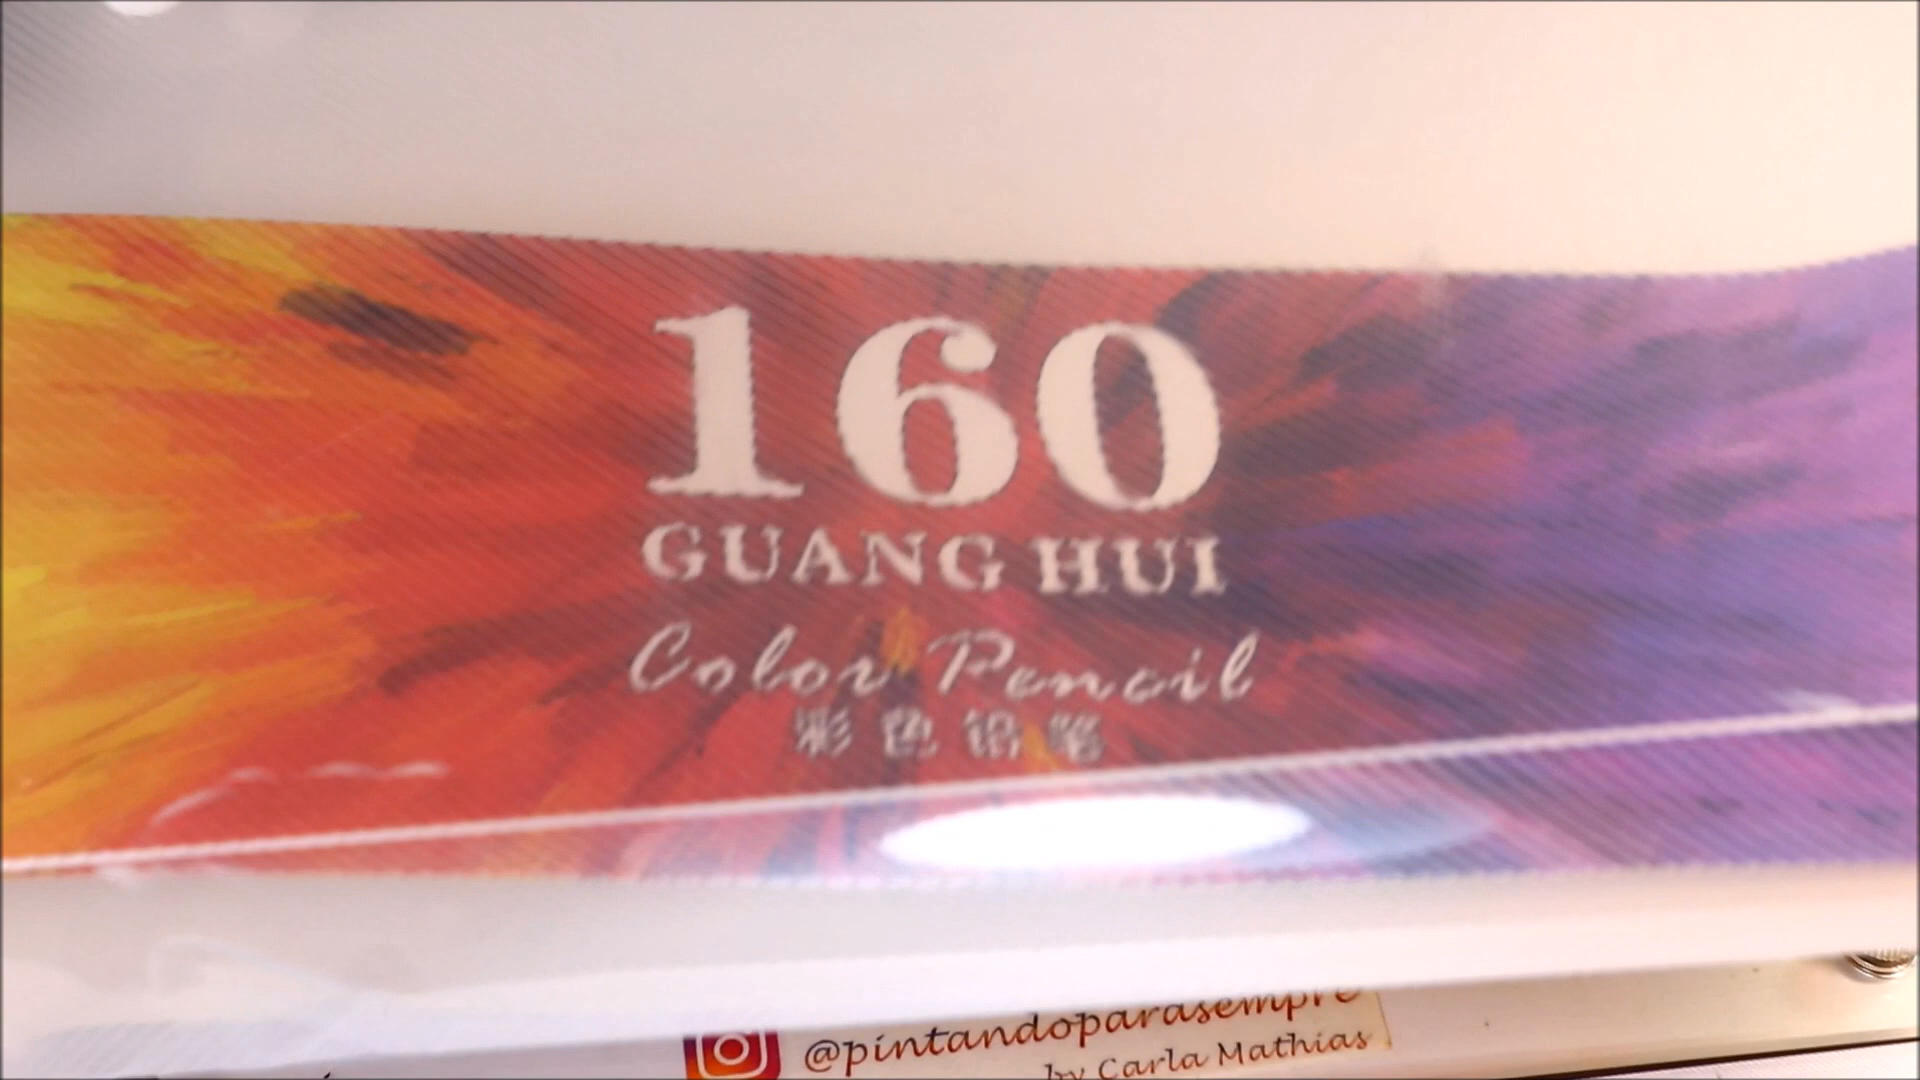 160
GUANG HUI
Color Pencil
彩色铅笔
@pintandoparasempre
by Carla Mathias